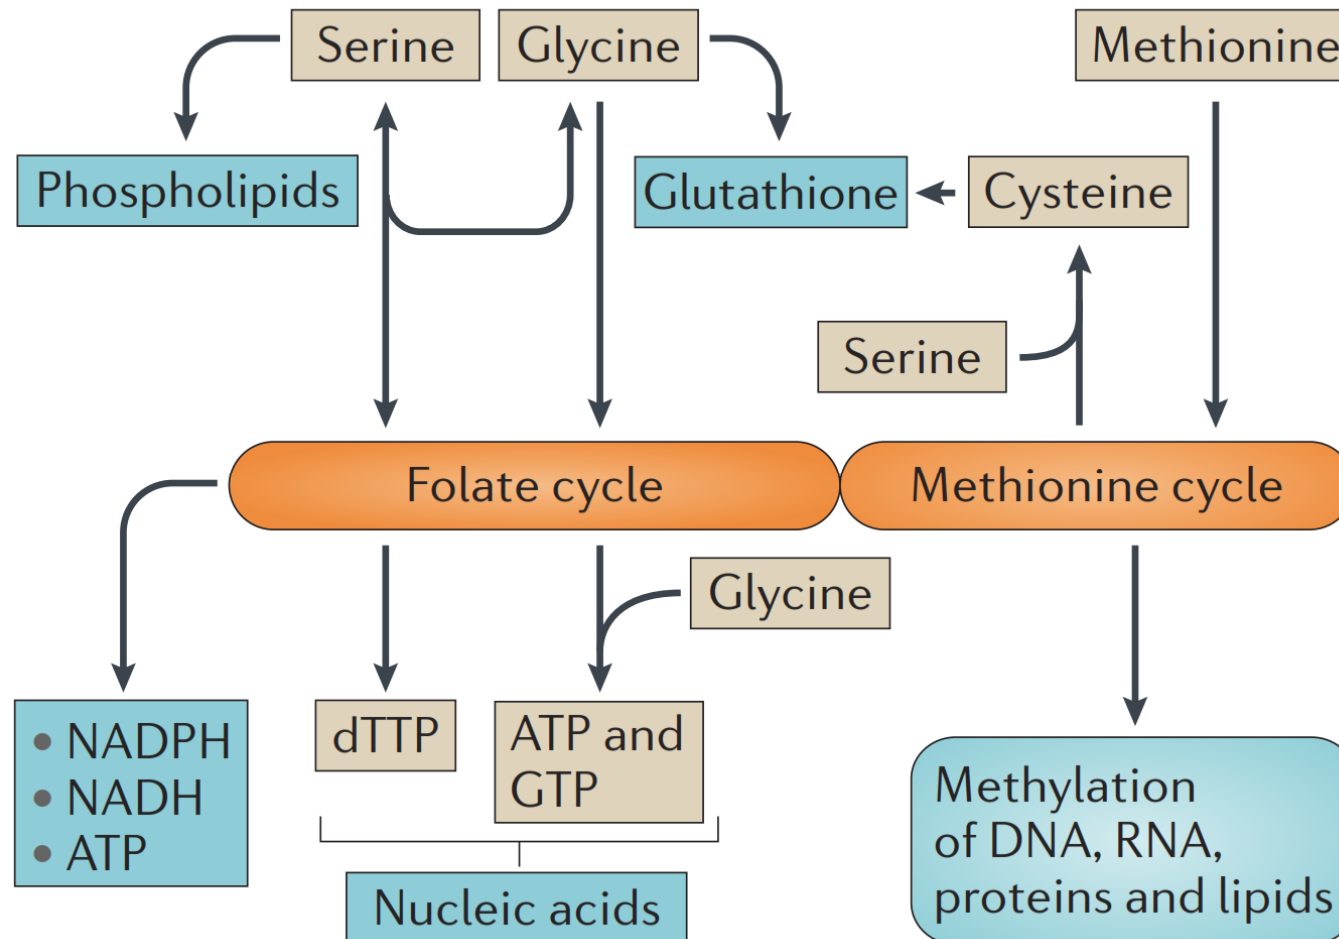 Serine
Glycine
Methionine
Phospholipids
Glutathione
Cysteine
Serine
Folate cycle
Methionine cycle
Glycine
• NADPH
• NADH
• ATP
dTTP
ATP and
GTP
Nucleic acids
Methylation
of DNA, RNA,
proteins and lipids